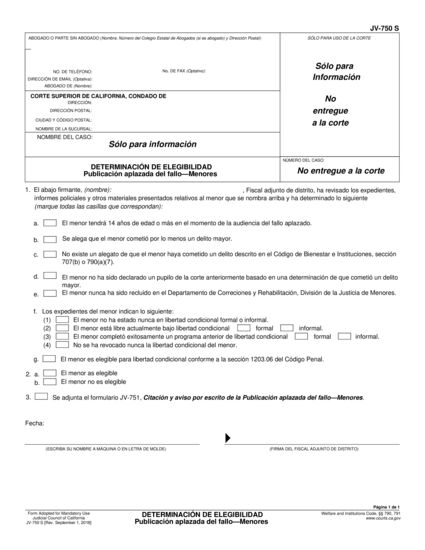 JV-750 S
ABOGADO O PARTE SIN ABOGADO (Nombre. Número del Colegio Estatal de Abogados (si es abogado) y Dirección Postal):
SÓLO PARA USO DE LA CORTE
NO. DE TELÉFONO:
No. DE FAX (Optativo):
DIRECCIÓN DE EMAIL (Optativo):
ABOGADO DE (Nombre):
Sólo para
Información
No
entregue
a la corte
CORTE SUPERIOR DE CALIFORNIA, CONDADO DE
DIRECCIÓN:
DIRECCIÓN POSTAL:
CIUDAD Y CÓDIGO POSTAL:
NOMBRE DE LA SUCURSAL:
NOMBRE DEL CASO:
Sólo para información
DETERMINACIÓN DE ELEGIBILIDAD
Publicación aplazada del fallo—Menores
NÚMERO DEL CASO
No entregue a la corte
1. El abajo firmante, (nombre): , Fiscal adjunto de distrito, ha revisado los expedientes,
informes policiales y otros materiales presentados relativos al menor que se nombra arriba y ha determinado lo siguiente
(marque todas las casillas que correspondan):
a. El menor tendrá 14 años de edad o más en el momento de la audiencia del fallo aplazado.
b. Se alega que el menor cometió por lo menos un delito mayor.
c. No existe un alegato de que el menor haya cometido un delito descrito en el Código de Bienestar e Instituciones, sección
707(b) o 790(a)(7).
d. El menor no ha sido declarado un pupilo de la corte anteriormente basado en una determinación de que cometió un delito
mayor.
e. El menor nunca ha sido recluido en el Departamento de Correciones y Rehabilitación, División de la Justicia de Menores.
f. Los expedientes del menor indican lo siguiente:
(1) El menor no ha estado nunca en libertad condicional formal o informal.
(2) El menor está libre actualmente bajo libertad condicional formal informal.
(3) El menor completó exitosamente un programa anterior de libertad condicional formal informal.
(4) No se ha revocado nunca la libertad condicional del menor.
g. El menor es elegible para libertad condicional conforme a la sección 1203.06 del Código Penal.
2. a. El menor as elegible
b. El menor no es elegible
3. Se adjunta el formulario JV-751, Citación y aviso por escrito de la Publicación aplazada del fallo—Menores.
Fecha:
(ESCRIBA SU NOMBRE A MÁQUINA O EN LETRA DE MOLDE)
(FIRMA DEL FISCAL ADJUNTO DE DISTRITO)
Página 1 de 1
Form Adopted for Mandatory Use
Judicial Council of California
JV-750 S [Rev. September 1, 2018]
DETERMINACIÓN DE ELEGIBILIDAD
Publicación aplazada del fallo—Menores
Welfare and Institutions Code, §§ 790, 791
www.courts.ca.gov